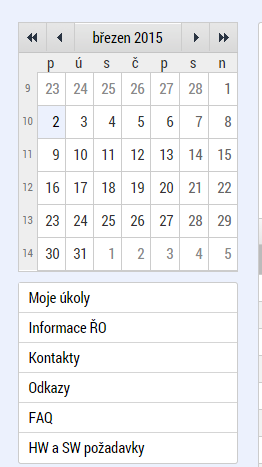 březen 2015
p ú s č p s n
9 23 24 25 26 27 28 1
10 2 3 4 5 6 7 8
11 9 10 11 12 13 14 15
12 16 17 18 19 20 21 22
13 23 24 25 26 27 28 29
14 30 31 1 2 3 4 5
Moje úkoly
Informace ŘO
Kontakty
Odkazy
FAQ
HW a SW požadavky